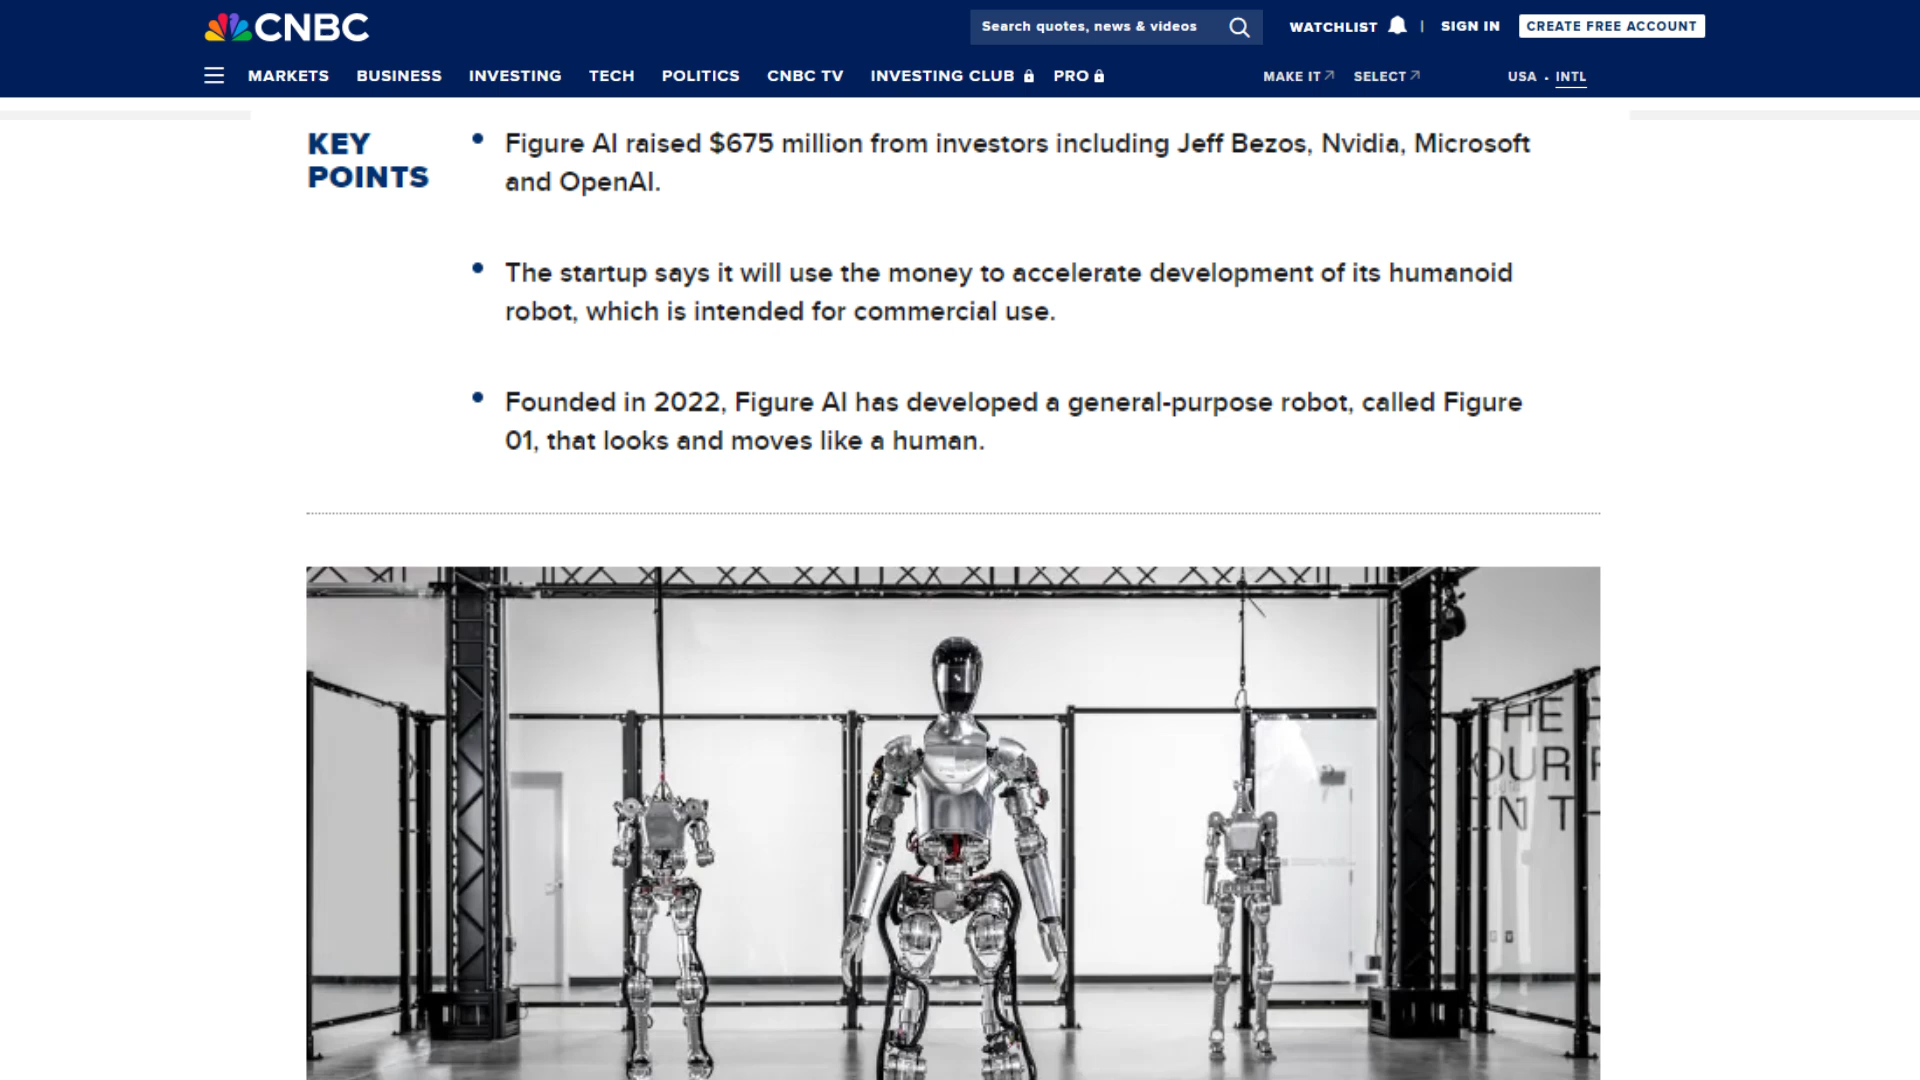 CNBC
Search quotes, news & videos
WATCHLIST | SIGN IN
CREATE FREE ACCOUNT
MARKETS BUSINESS INVESTING TECH POLITICS CNBC TV INVESTING CLUB PRO
MAKE IT SELECT USA • INTL
KEY
POINTS
• Figure AI raised $675 million from investors including Jeff Bezos, Nvidia, Microsoft
and OpenAI.
• The startup says it will use the money to accelerate development of its humanoid
robot, which is intended for commercial use.
• Founded in 2022, Figure AI has developed a general-purpose robot, called Figure
01, that looks and moves like a human.
THE
OUR
IN T